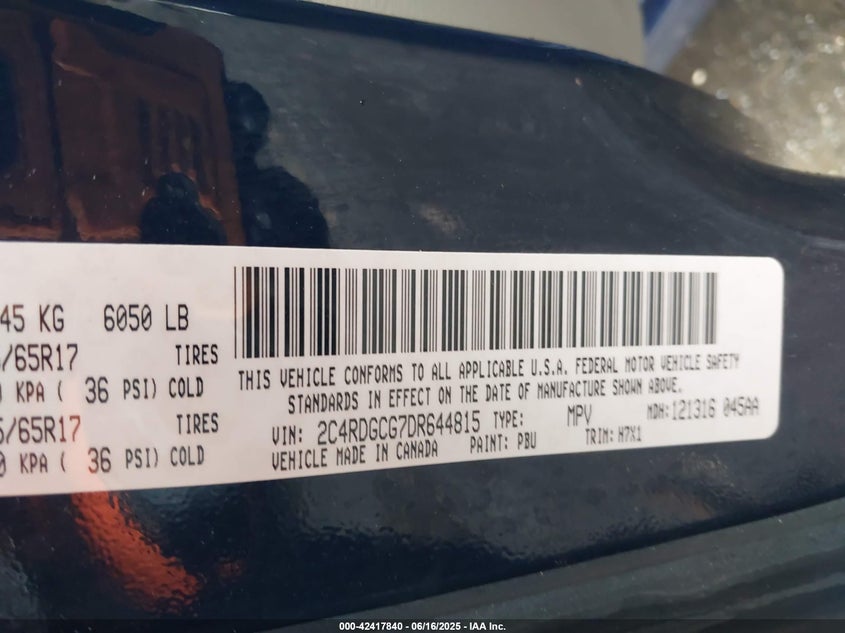 45 KG 6050 LB
/65R17 TIRES
KPA ( 36 PSI) COLD
/65R17 TIRES
0 KPA ( 36 PSI) COLD
THIS VEHICLE CONFORMS TO ALL APPLICABLE U.S.A. FEDERAL MOTOR VEHICLE SAFETY
STANDARDS IN EFFECT ON THE DATE OF MANUFACTURE SHOWN ABOVE.
VIN: 2C4RDGCG7DR644815 TYPE: MPV MDH: 121316 045AA
VEHICLE MADE IN CANADA PAINT: PBU TRIM: H7X1
000-42417840 - 06/16/2025 - IAA Inc.